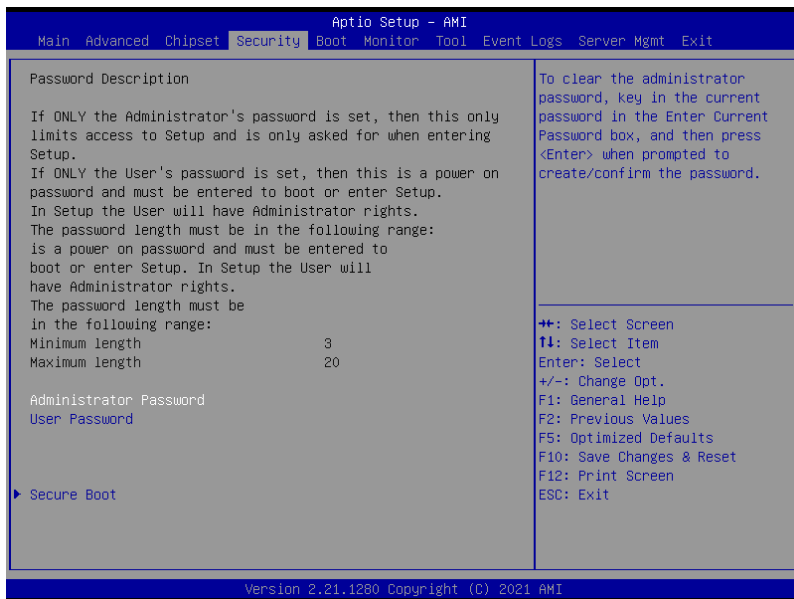 Aptio Setup - AMI
Main Advanced Chipset Security Boot Monitor Tool Event Logs Server Mgmt Exit
Password Description
If ONLY the Administrator's password is set, then this only
limits access to Setup and is only asked for when entering
Setup.
If ONLY the User's password is set, then this is a power on
password and must be entered to boot or enter Setup.
In Setup the User will have Administrator rights.
The password length must be in the following range:
is a power on password and must be entered to
boot or enter Setup. In Setup the User will
have Administrator rights.
The password length must be
in the following range:
Minimum length 3
Maximum length 20
Administrator Password
User Password
Secure Boot
To clear the administrator
password, key in the current
password in the Enter Current
Password box, and then press
<Enter> when prompted to
create/confirm the password.
→←: Select Screen
↑↓: Select Item
Enter: Select
+/-: Change Opt.
F1: General Help
F2: Previous Values
F5: Optimized Defaults
F10: Save Changes & Reset
F12: Print Screen
ESC: Exit
Version 2.21.1280 Copyright (C) 2021 AMI